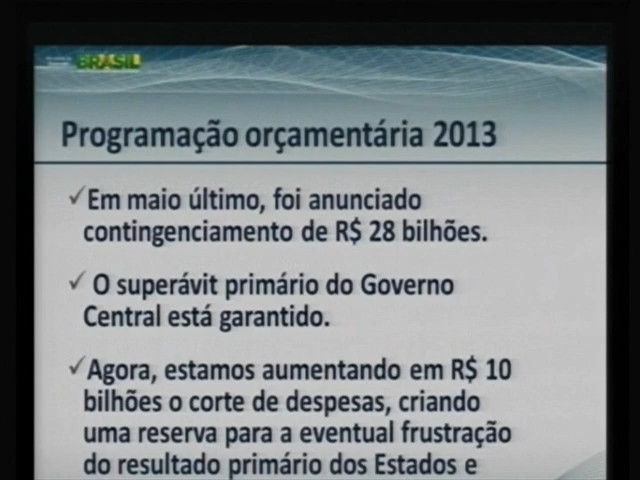 BRASIL
Programação orçamentária 2013
✓Em maio último, foi anunciado
contingenciamento de R$ 28 bilhões.
✓ O superávit primário do Governo
Central está garantido.
✓Agora, estamos aumentando em R$ 10
bilhões o corte de despesas, criando
uma reserva para a eventual frustração
do resultado primário dos Estados e